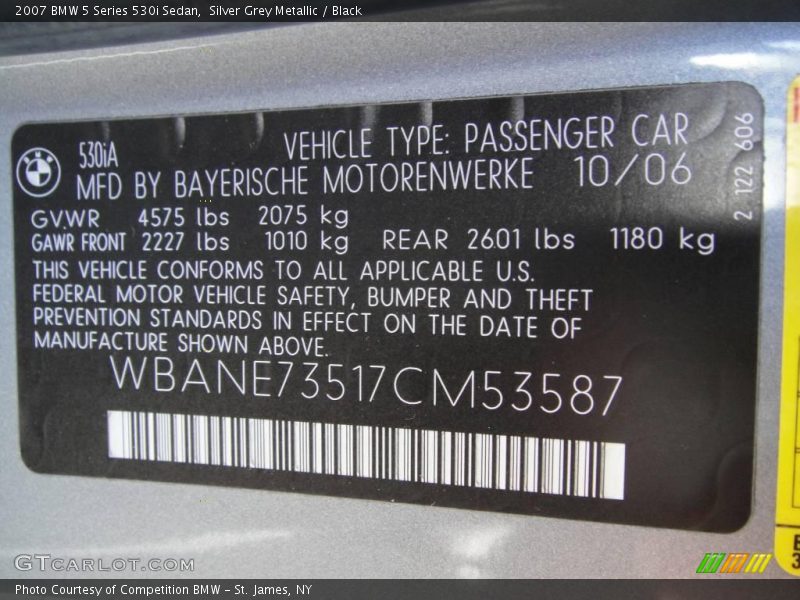 2007 BMW 5 Series 530i Sedan,  Silver Grey Metallic / Black
530iA
VEHICLE TYPE: PASSENGER CAR
MFD BY BAYERISCHE MOTORENWERKE 10/06
GVWR 4575 lbs 2075 kg
GAWR FRONT 2227 lbs 1010 kg REAR 2601 lbs 1180 kg
THIS VEHICLE CONFORMS TO ALL APPLICABLE U.S.
FEDERAL MOTOR VEHICLE SAFETY, BUMPER AND THEFT
PREVENTION STANDARDS IN EFFECT ON THE DATE OF
MANUFACTURE SHOWN ABOVE.
WBANE73517CM53587
2 122 606
GTCARLOT.COM
Photo Courtesy of Competition BMW – St. James, NY